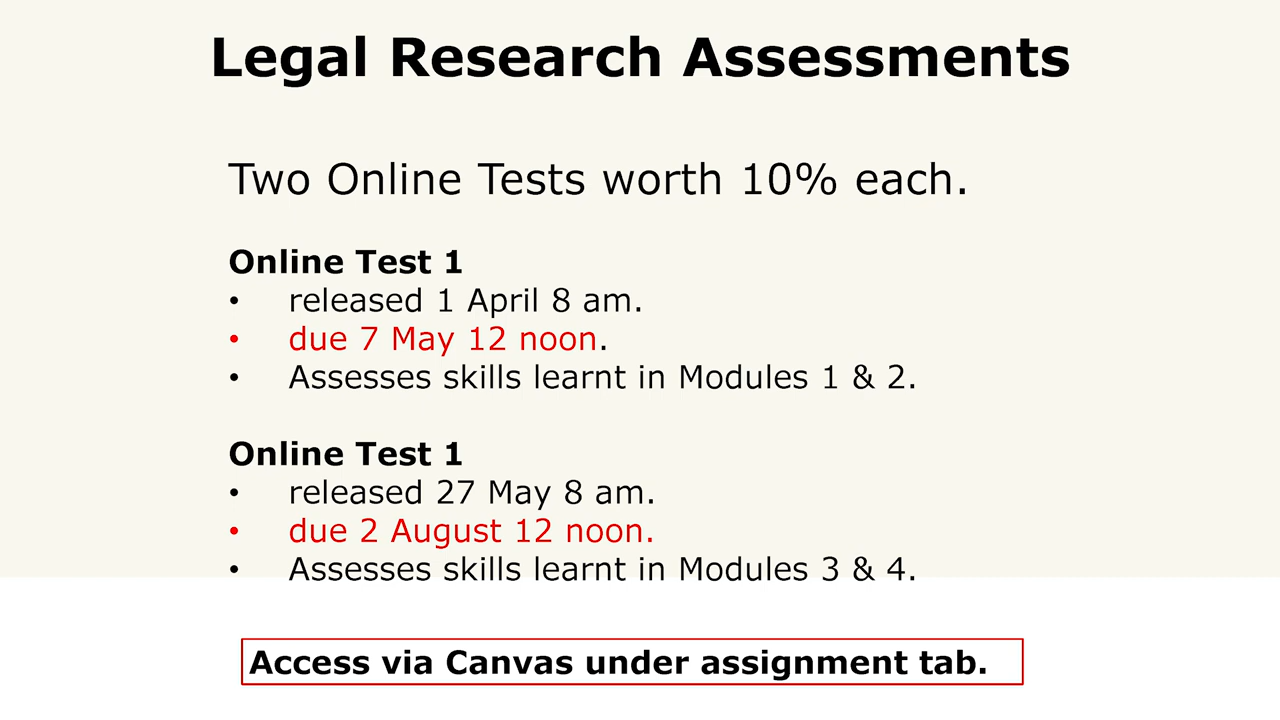 Legal Research Assessments
Two Online Tests worth 10% each.
Online Test 1
• released 1 April 8 am.
• due 7 May 12 noon.
• Assesses skills learnt in Modules 1 & 2.
Online Test 1
• released 27 May 8 am.
• due 2 August 12 noon.
• Assesses skills learnt in Modules 3 & 4.
Access via Canvas under assignment tab.